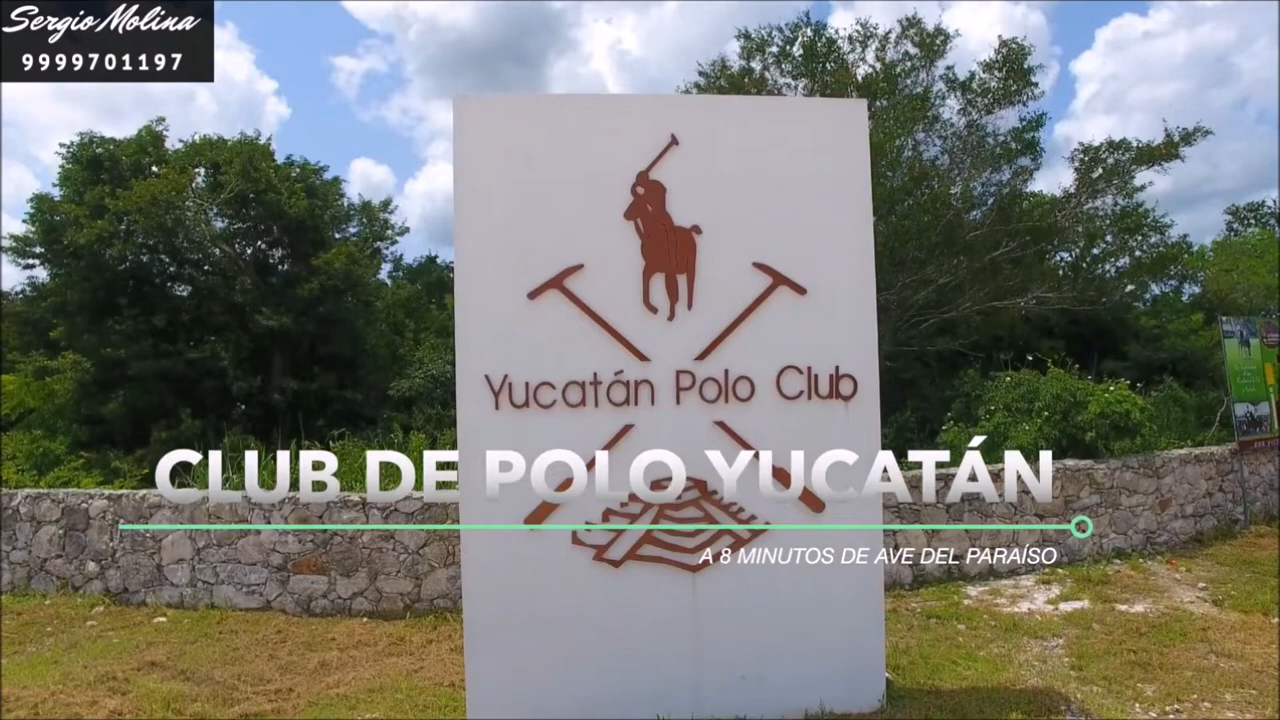 Sergio Molina
9999701197
Yucatán Polo Club
CLUB DE POLO YUCATÁN
A 8 MINUTOS DE AVE DEL PARAÍSO